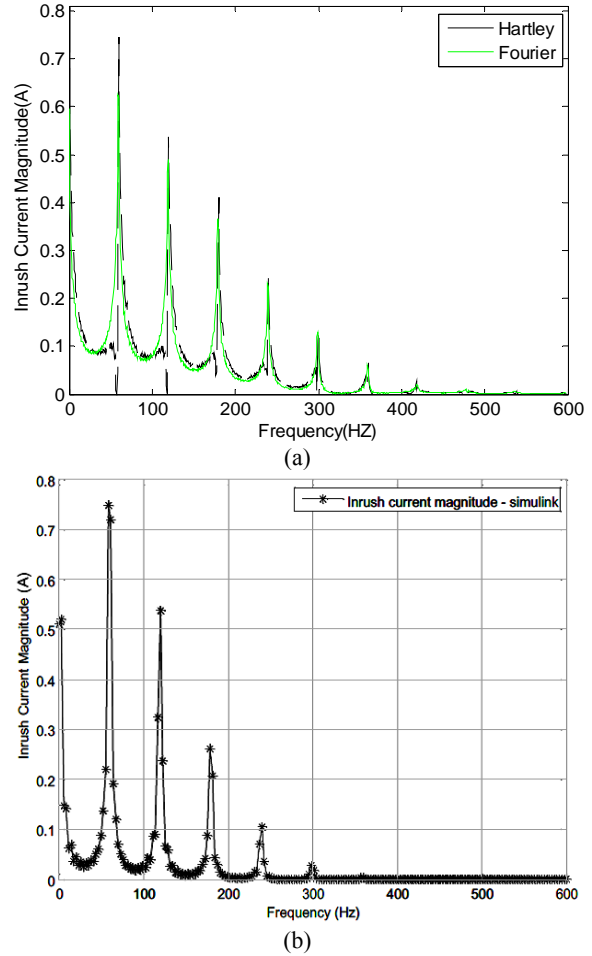 Hartley
Fourier
0.8
0.7
0.6
0.5
0.4
0.3
0.2
0.1
0
Inrush Current Magnitude(A)
0 100 200 300 400 500 600
Frequency(HZ)
(a)
Inrush current magnitude - simulink
0.8
0.7
0.6
0.5
0.4
0.3
0.2
0.1
0
Inrush Current Magnitude (A)
0 100 200 300 400 500 600
Frequency (Hz)
(b)